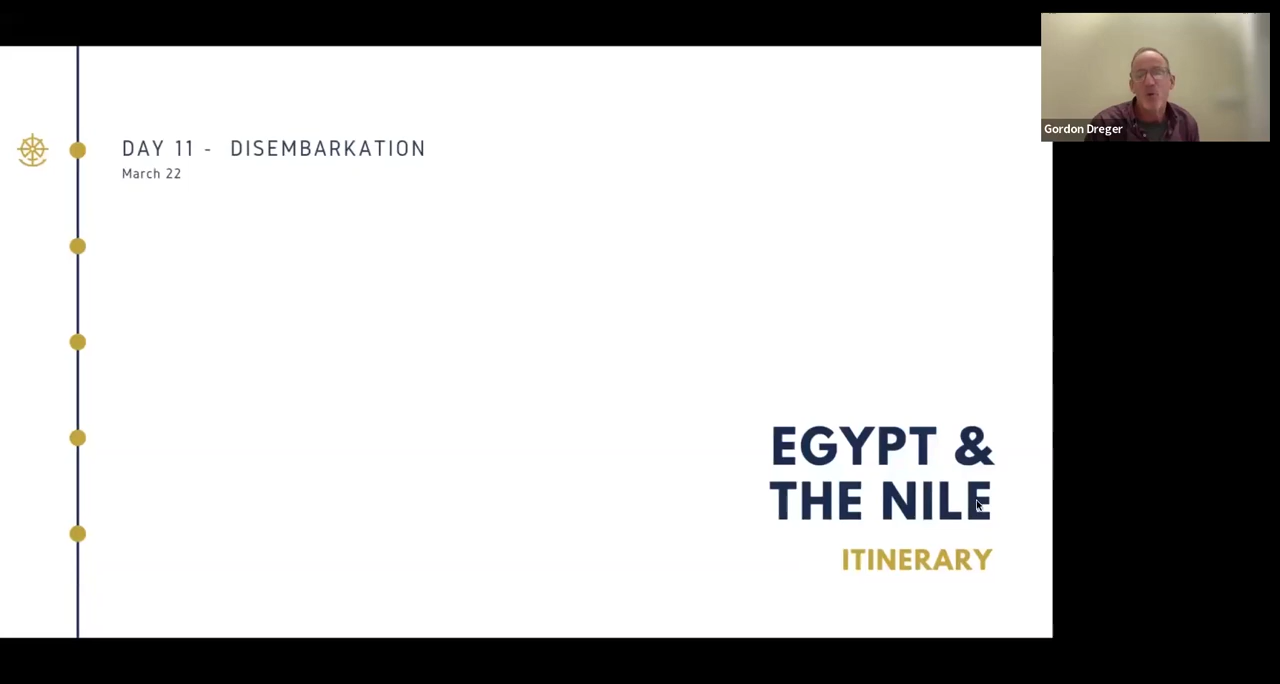 DAY 11 - DISEMBARKATION
March 22
EGYPT &
THE NILE
ITINERARY
Gordon Dreger